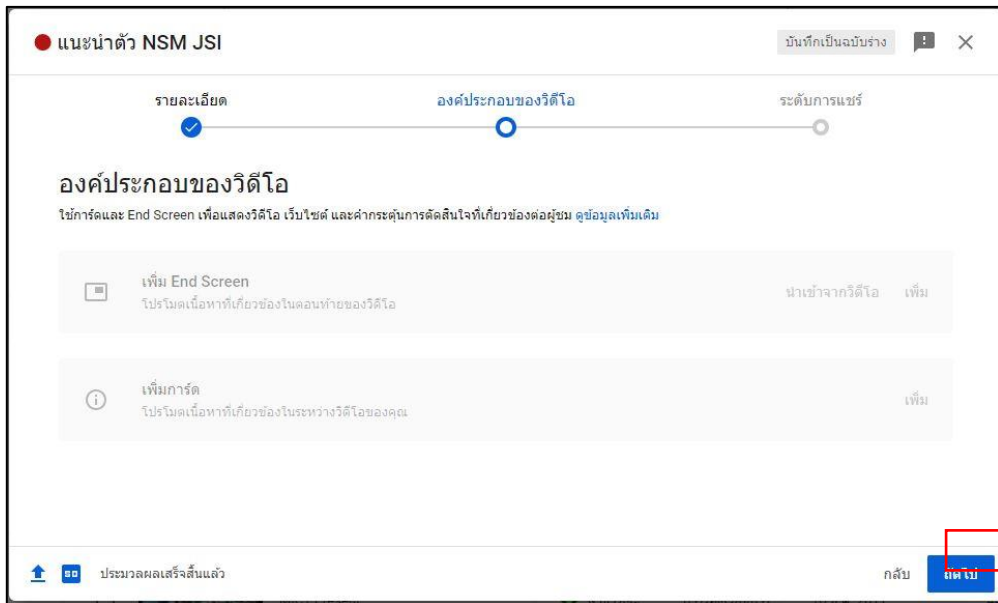 แนะนำตัว NSM JSI
บันทึกเป็นฉบับร่าง
รายละเอียด
องค์ประกอบของวิดีโอ
ระดับการแชร์
องค์ประกอบของวิดีโอ
ใช้การ์ดและ End Screen เพื่อแสดงวิดีโอ เว็บไซต์ และคำกระตุ้นการตัดสินใจที่เกี่ยวข้องต่อผู้ชม ดูข้อมูลเพิ่มเติม
เพิ่ม End Screen
โปรโมตเนื้อหาที่เกี่ยวข้องในตอนท้ายของวิดีโอ
นำเข้าจากวิดีโอ
เพิ่ม
เพิ่มการ์ด
โปรโมตเนื้อหาที่เกี่ยวข้องในระหว่างวิดีโอของคุณ
เพิ่ม
SD
ประมวลผลเสร็จสิ้นแล้ว
กลับ
ถัดไป